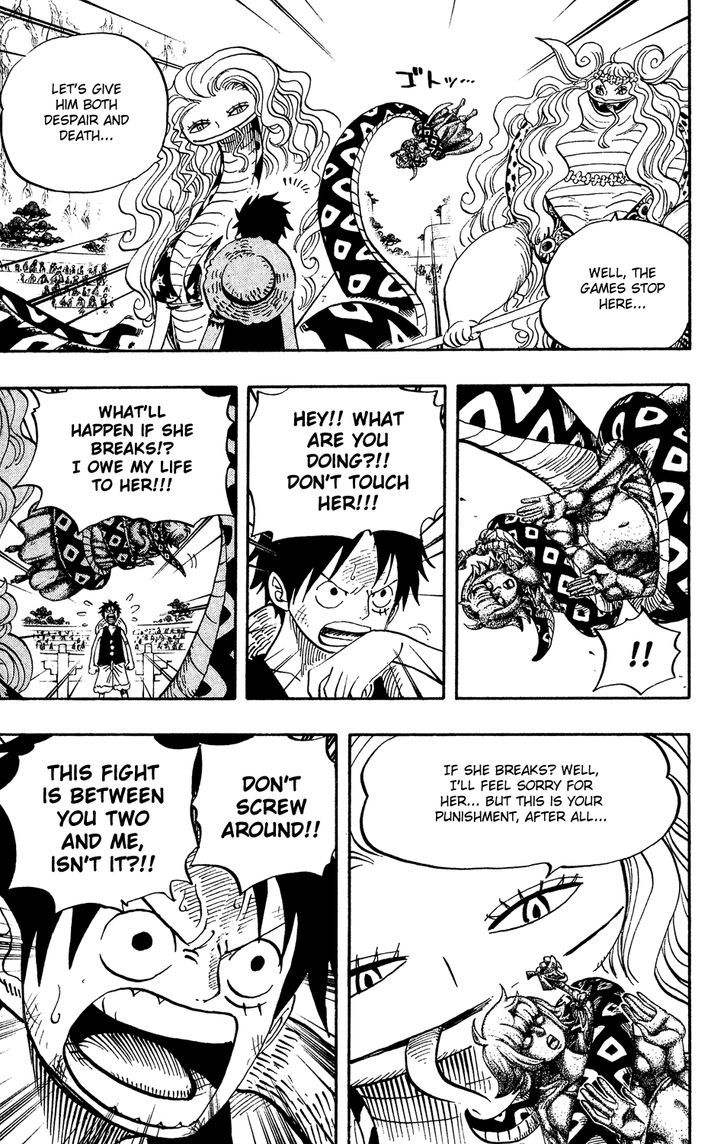 ゴトッ...
WELL, THE
GAMES STOP
HERE...
LET'S GIVE
HIM BOTH
DESPAIR AND
DEATH...
!!
HEY!! WHAT
ARE YOU
DOING?!!
DON'T TOUCH
HER!!!
WHAT'LL
HAPPEN IF SHE
BREAKS!?
I OWE MY LIFE
TO HER!!!
IF SHE BREAKS? WELL,
I'LL FEEL SORRY FOR
HER... BUT THIS IS YOUR
PUNISHMENT, AFTER ALL...
DON'T
SCREW
AROUND!!
THIS FIGHT
IS BETWEEN
YOU TWO
AND ME,
ISN'T IT?!!